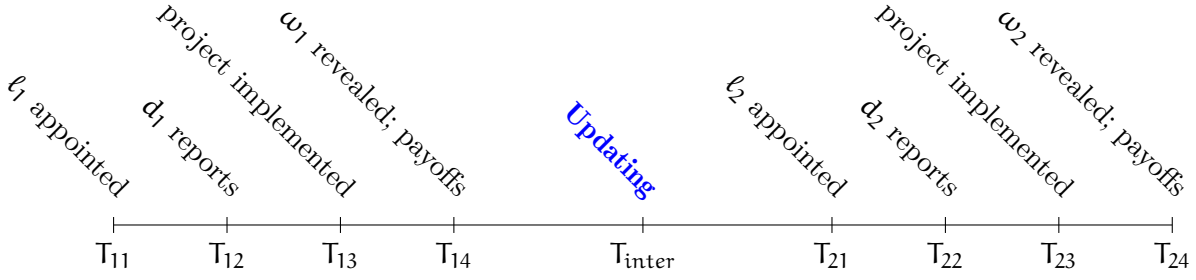 ℓ₁ appointed
d₁ reports
project implemented
ω₁ revealed; payoffs
Updating
ℓ₂ appointed
d₂ reports
project implemented
ω₂ revealed; payoffs
T₁₁ T₁₂ T₁₃ T₁₄ T_inter T₂₁ T₂₂ T₂₃ T₂₄